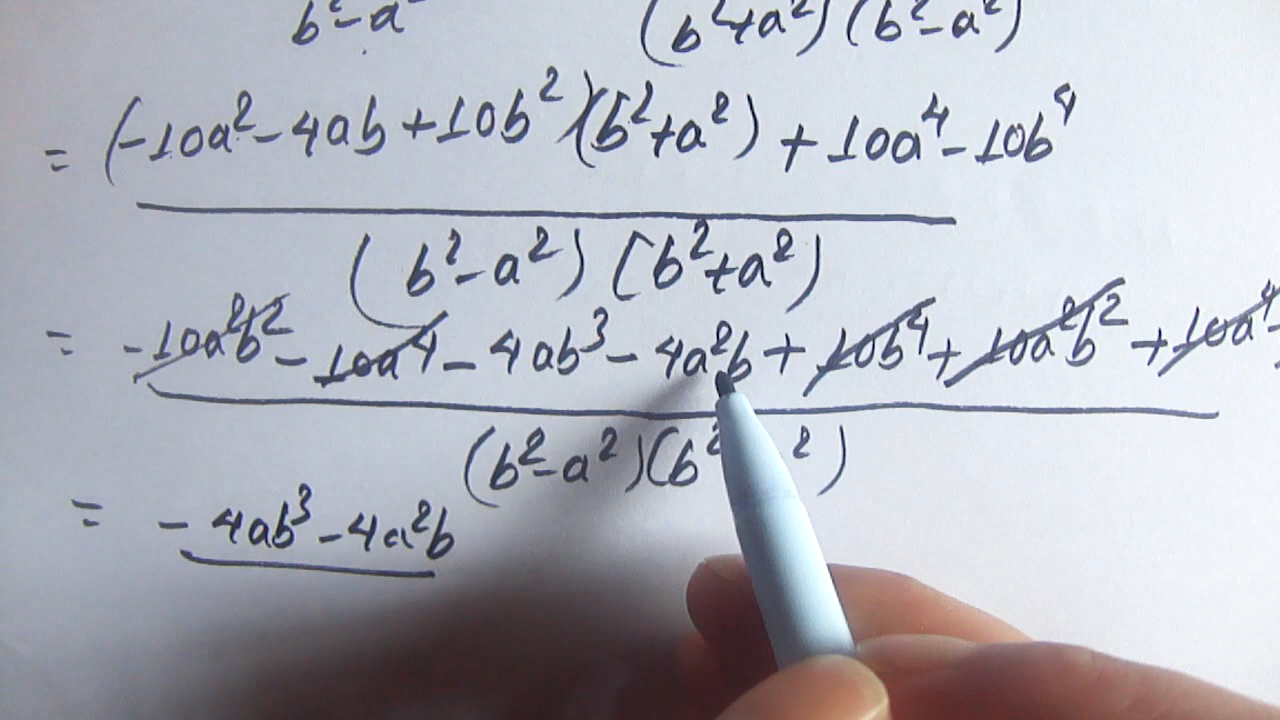 b²-a² (b²+a²)(b²-a²)
= (-10a²-4ab+10b²)(b²+a²)+10a⁴-10b⁴
(b²-a²)(b²+a²)
= -10a²b²-10a⁴-4ab³-4a²b+10b⁴+10a²b²+10a⁴-
(b²-a²)(b² ²)
= -4ab³-4a²b